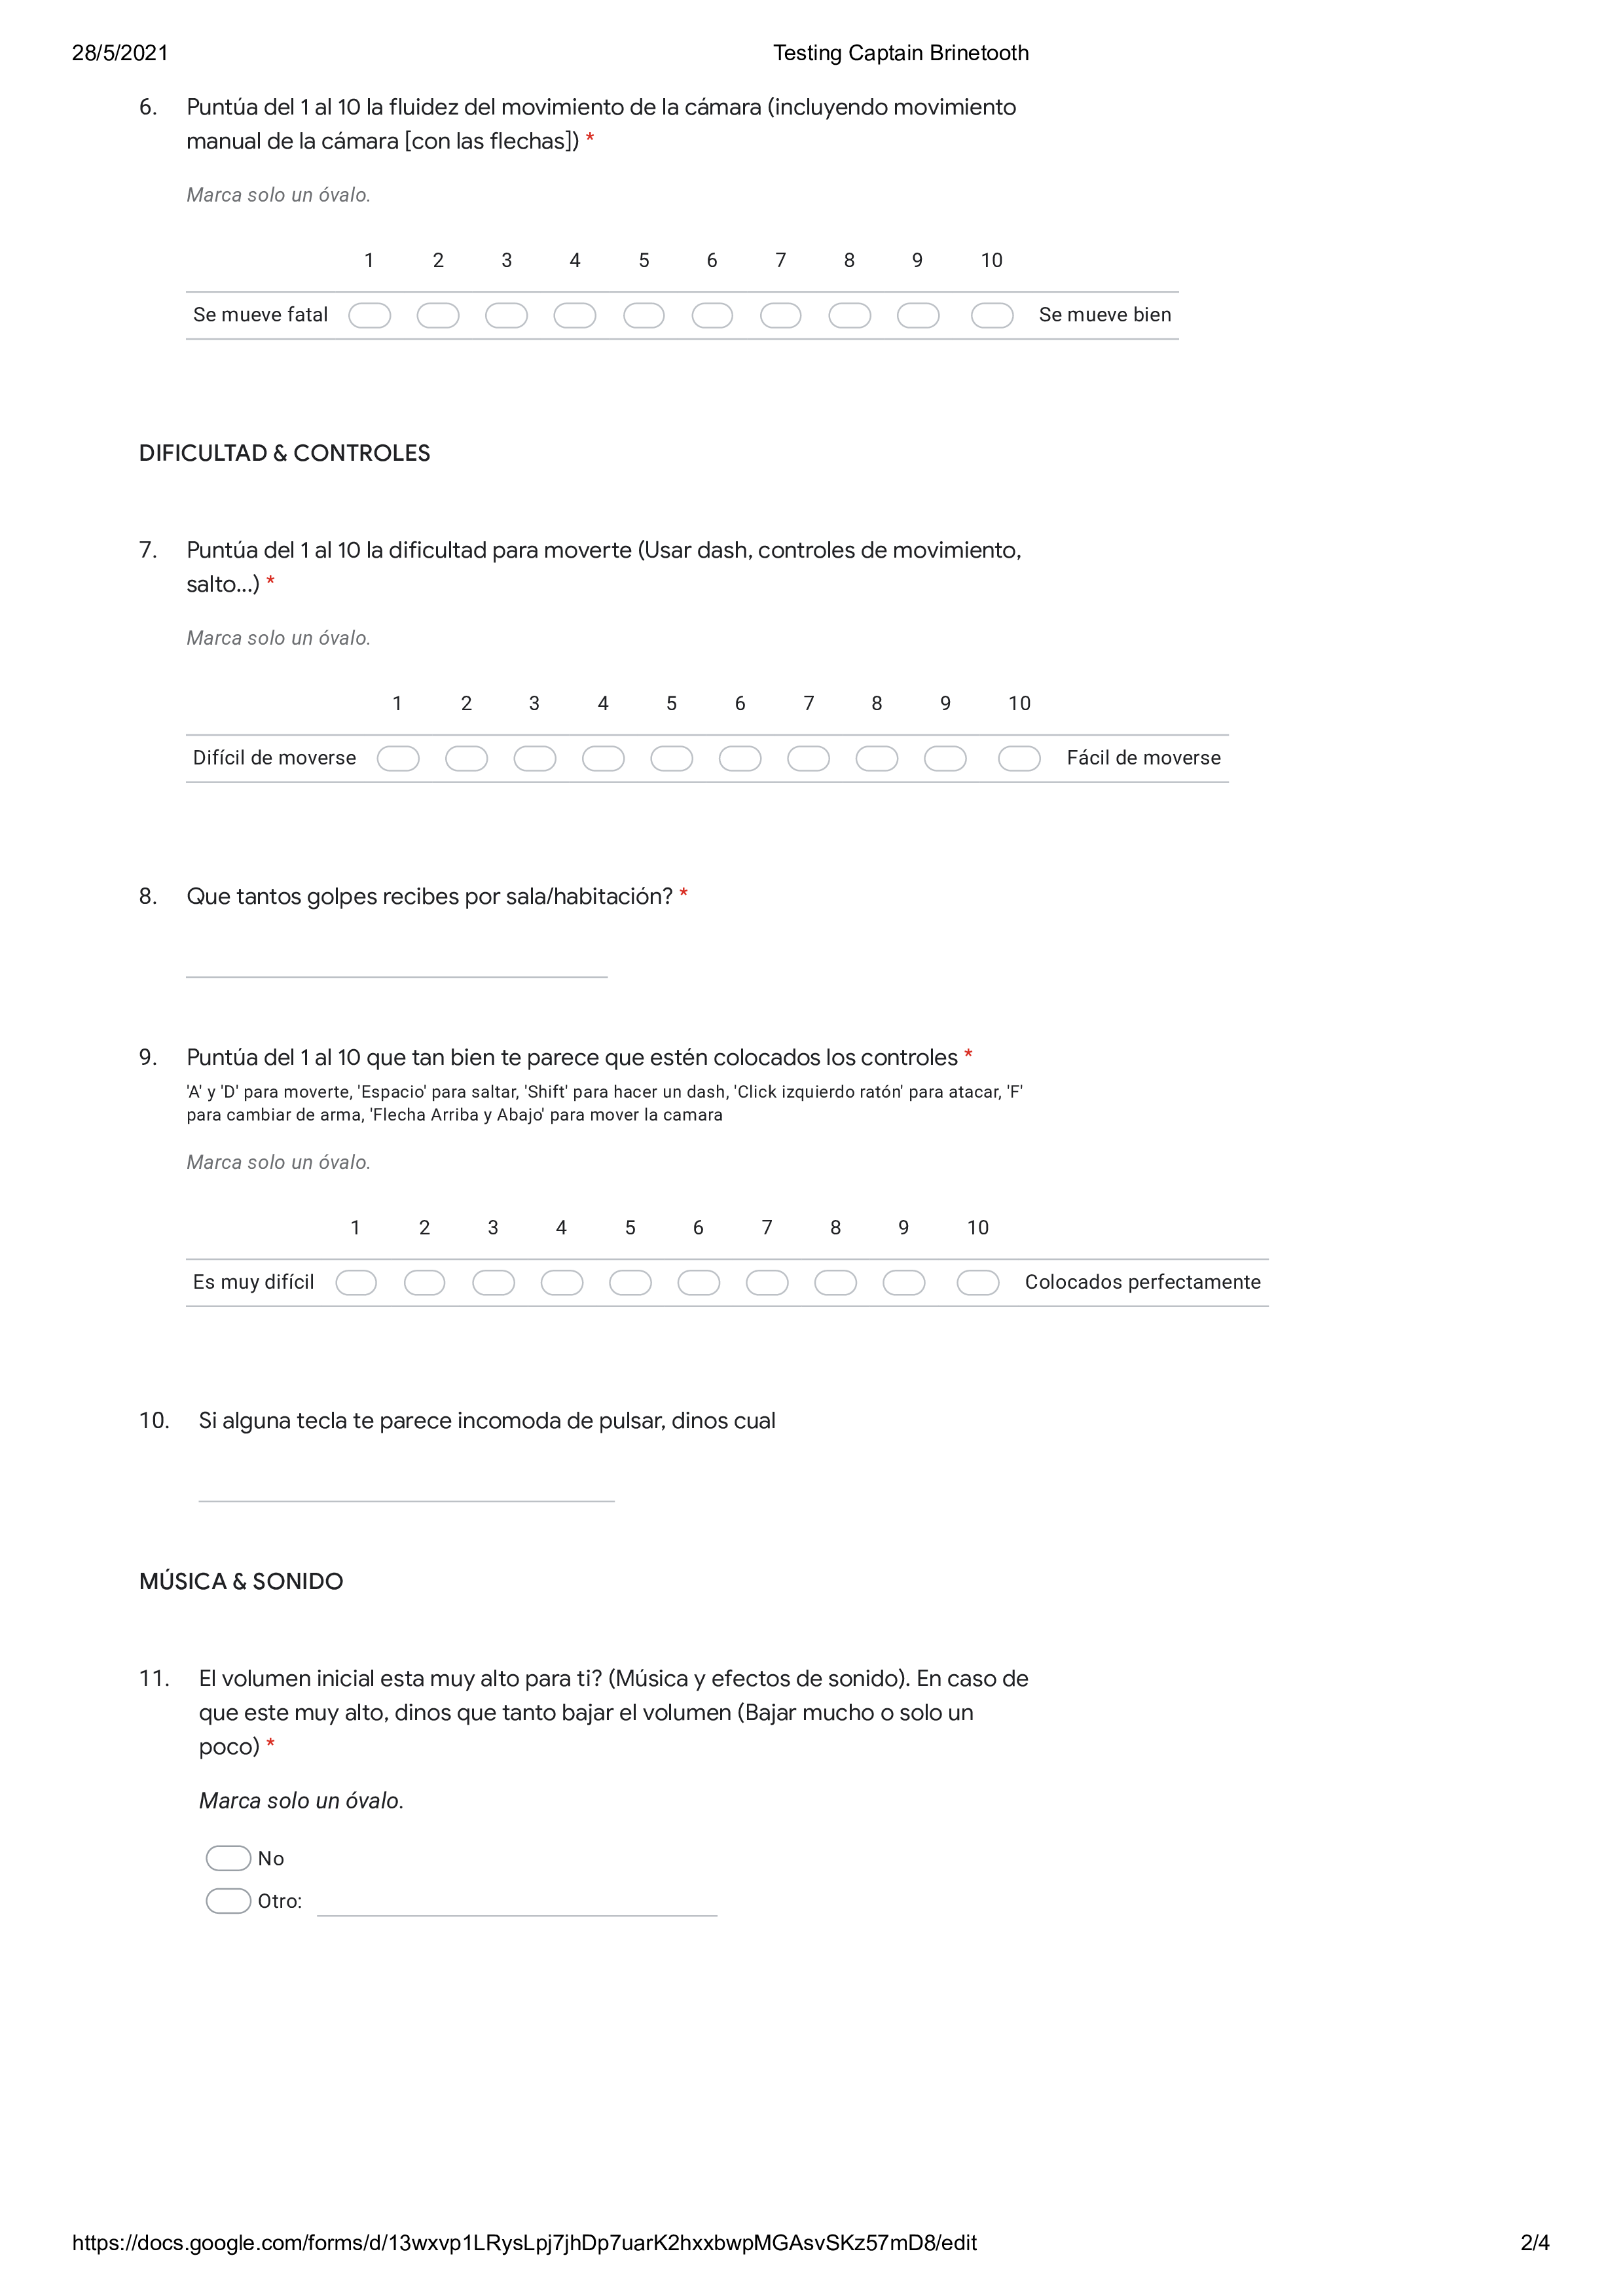 28/5/2021 Testing Captain Brinetooth
6. Puntúa del 1 al 10 la fluidez del movimiento de la cámara (incluyendo movimiento
manual de la cámara [con las flechas]) *
Marca solo un óvalo.
1 2 3 4 5 6 7 8 9 10
Se mueve fatal Se mueve bien
DIFICULTAD & CONTROLES
7. Puntúa del 1 al 10 la dificultad para moverte (Usar dash, controles de movimiento,
salto...) *
Marca solo un óvalo.
1 2 3 4 5 6 7 8 9 10
Difícil de moverse Fácil de moverse
8. Que tantos golpes recibes por sala/habitación? *
9. Puntúa del 1 al 10 que tan bien te parece que estén colocados los controles *
'A' y 'D' para moverte, 'Espacio' para saltar, 'Shift' para hacer un dash, 'Click izquierdo ratón' para atacar, 'F'
para cambiar de arma, 'Flecha Arriba y Abajo' para mover la camara
Marca solo un óvalo.
1 2 3 4 5 6 7 8 9 10
Es muy difícil Colocados perfectamente
10. Si alguna tecla te parece incomoda de pulsar, dinos cual
MÚSICA & SONIDO
11. El volumen inicial esta muy alto para ti? (Música y efectos de sonido). En caso de
que este muy alto, dinos que tanto bajar el volumen (Bajar mucho o solo un
poco) *
Marca solo un óvalo.
No
Otro:
https://docs.google.com/forms/d/13wxvp1LRysLpj7jhDp7uarK2hxxbwpMGAsvSKz57mD8/edit 2/4